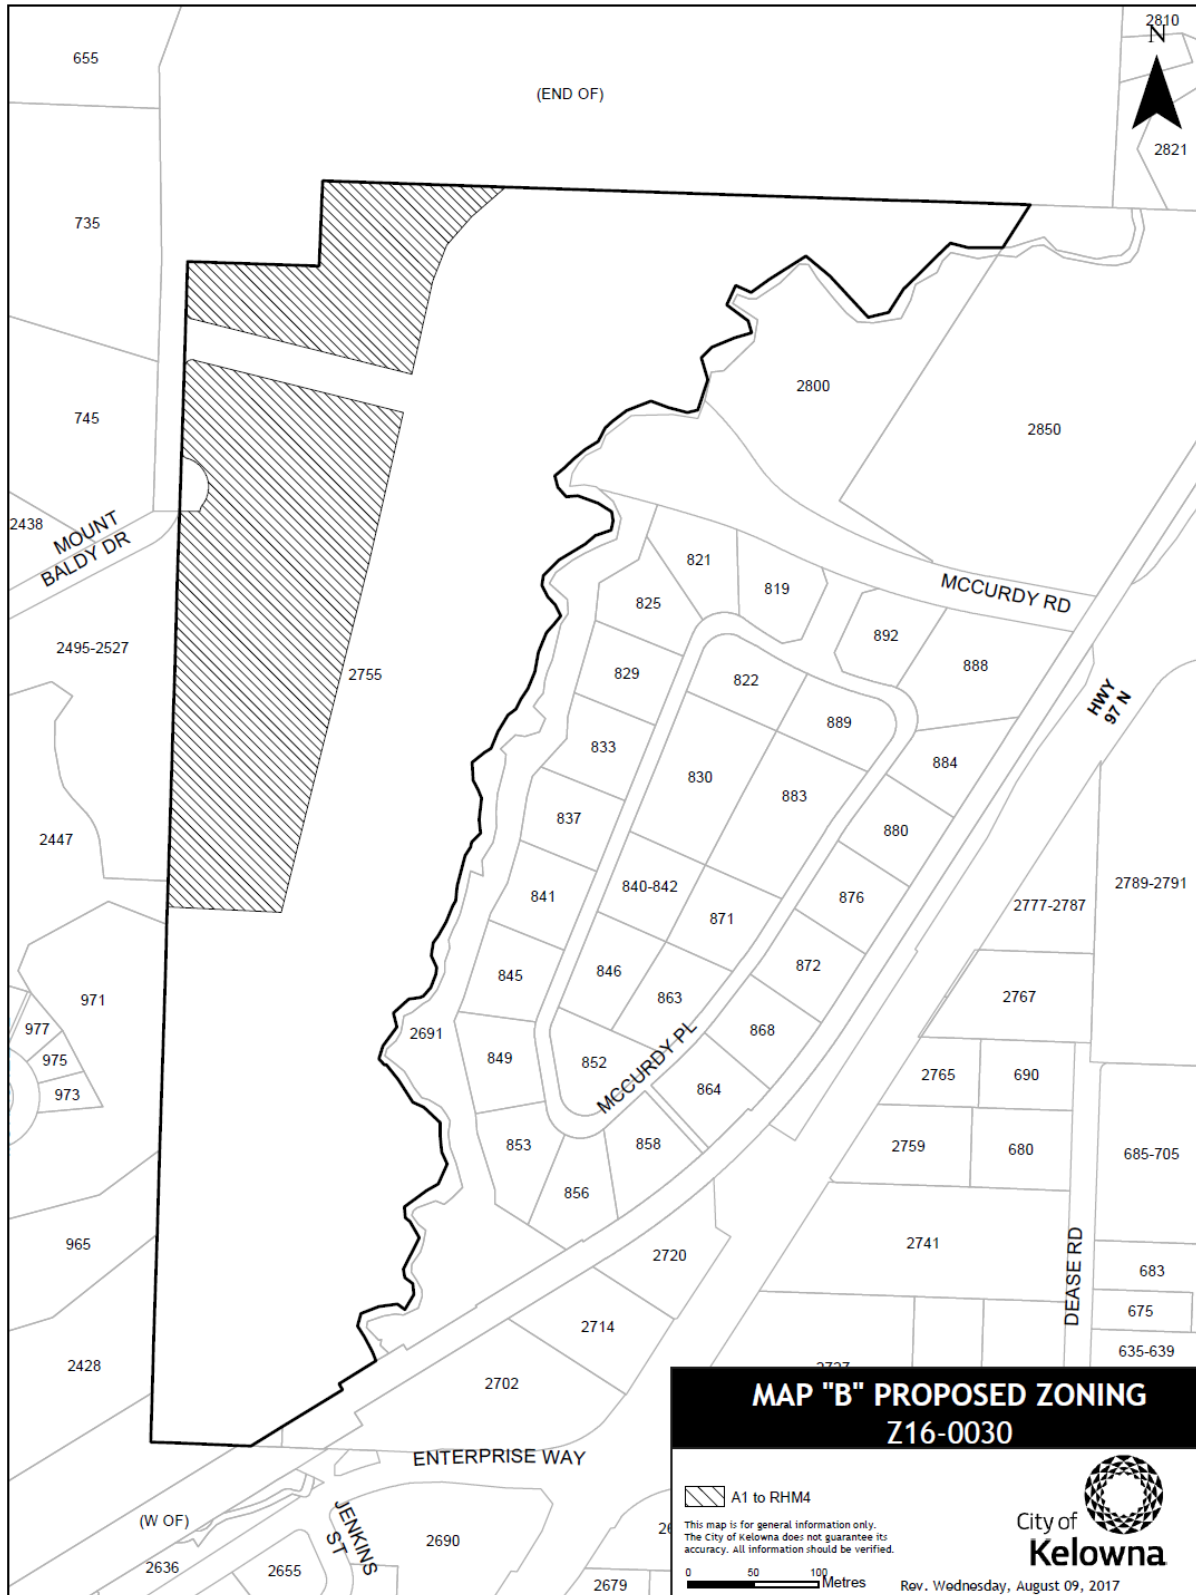 2810
N
655
(END OF)
2821
735
2800
745
2850
2438
MOUNT
BALDY DR
821
819
MCCURDY RD
825
892
2495-2527
888
829
822
2755
HWY
97 N
889
833
884
830
883
837
880
2447
2789-2791
840-842
841
876
2777-2787
871
845
846
872
971
863
2767
977
2691
868
849
975
852
MCCURDY PL
2765
690
973
864
853
858
2759
680
685-705
856
965
2741
2720
DEASE RD
683
675
2714
635-639
2428
2702
MAP "B" PROPOSED ZONING
Z16-0030
ENTERPRISE WAY
A1 to RHM4
This map is for general information only.
The City of Kelowna does not guarantee its
accuracy. All information should be verified.
City of
Kelowna
(W OF)
JENKINS
ST
2690
2636
2655
2679
0 50 100
Metres
Rev. Wednesday, August 09, 2017